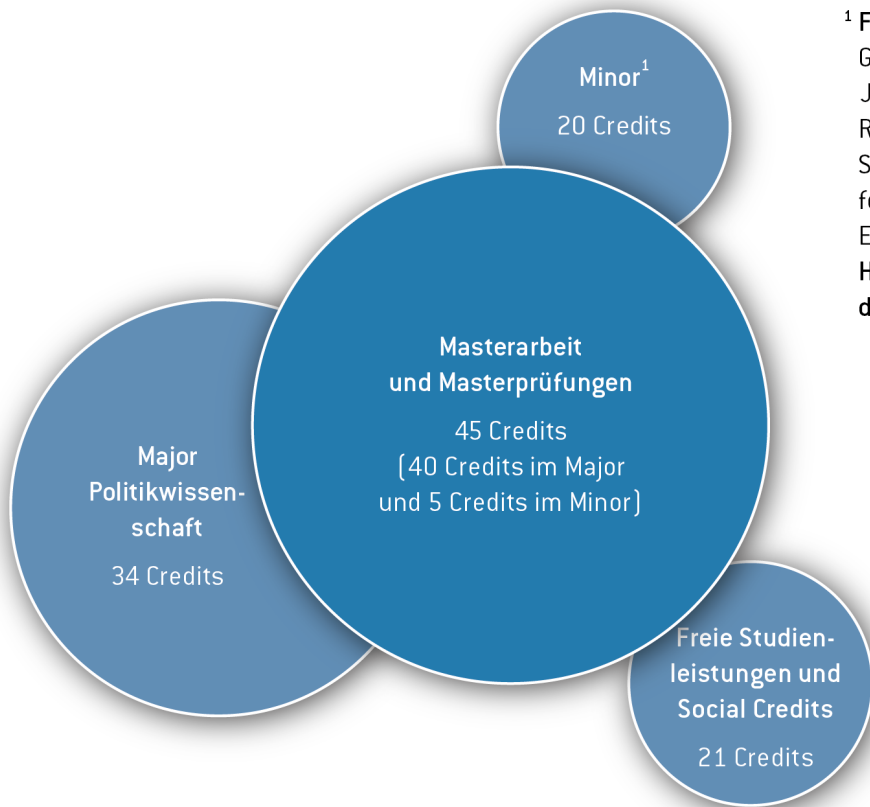 Minor¹
20 Credits
Masterarbeit
und Masterprüfungen
45 Credits
(40 Credits im Major
und 5 Credits im Minor)
Major
Politikwissen-
schaft
34 Credits
Freie Studien-
leistungen und
Social Credits
21 Credits
¹